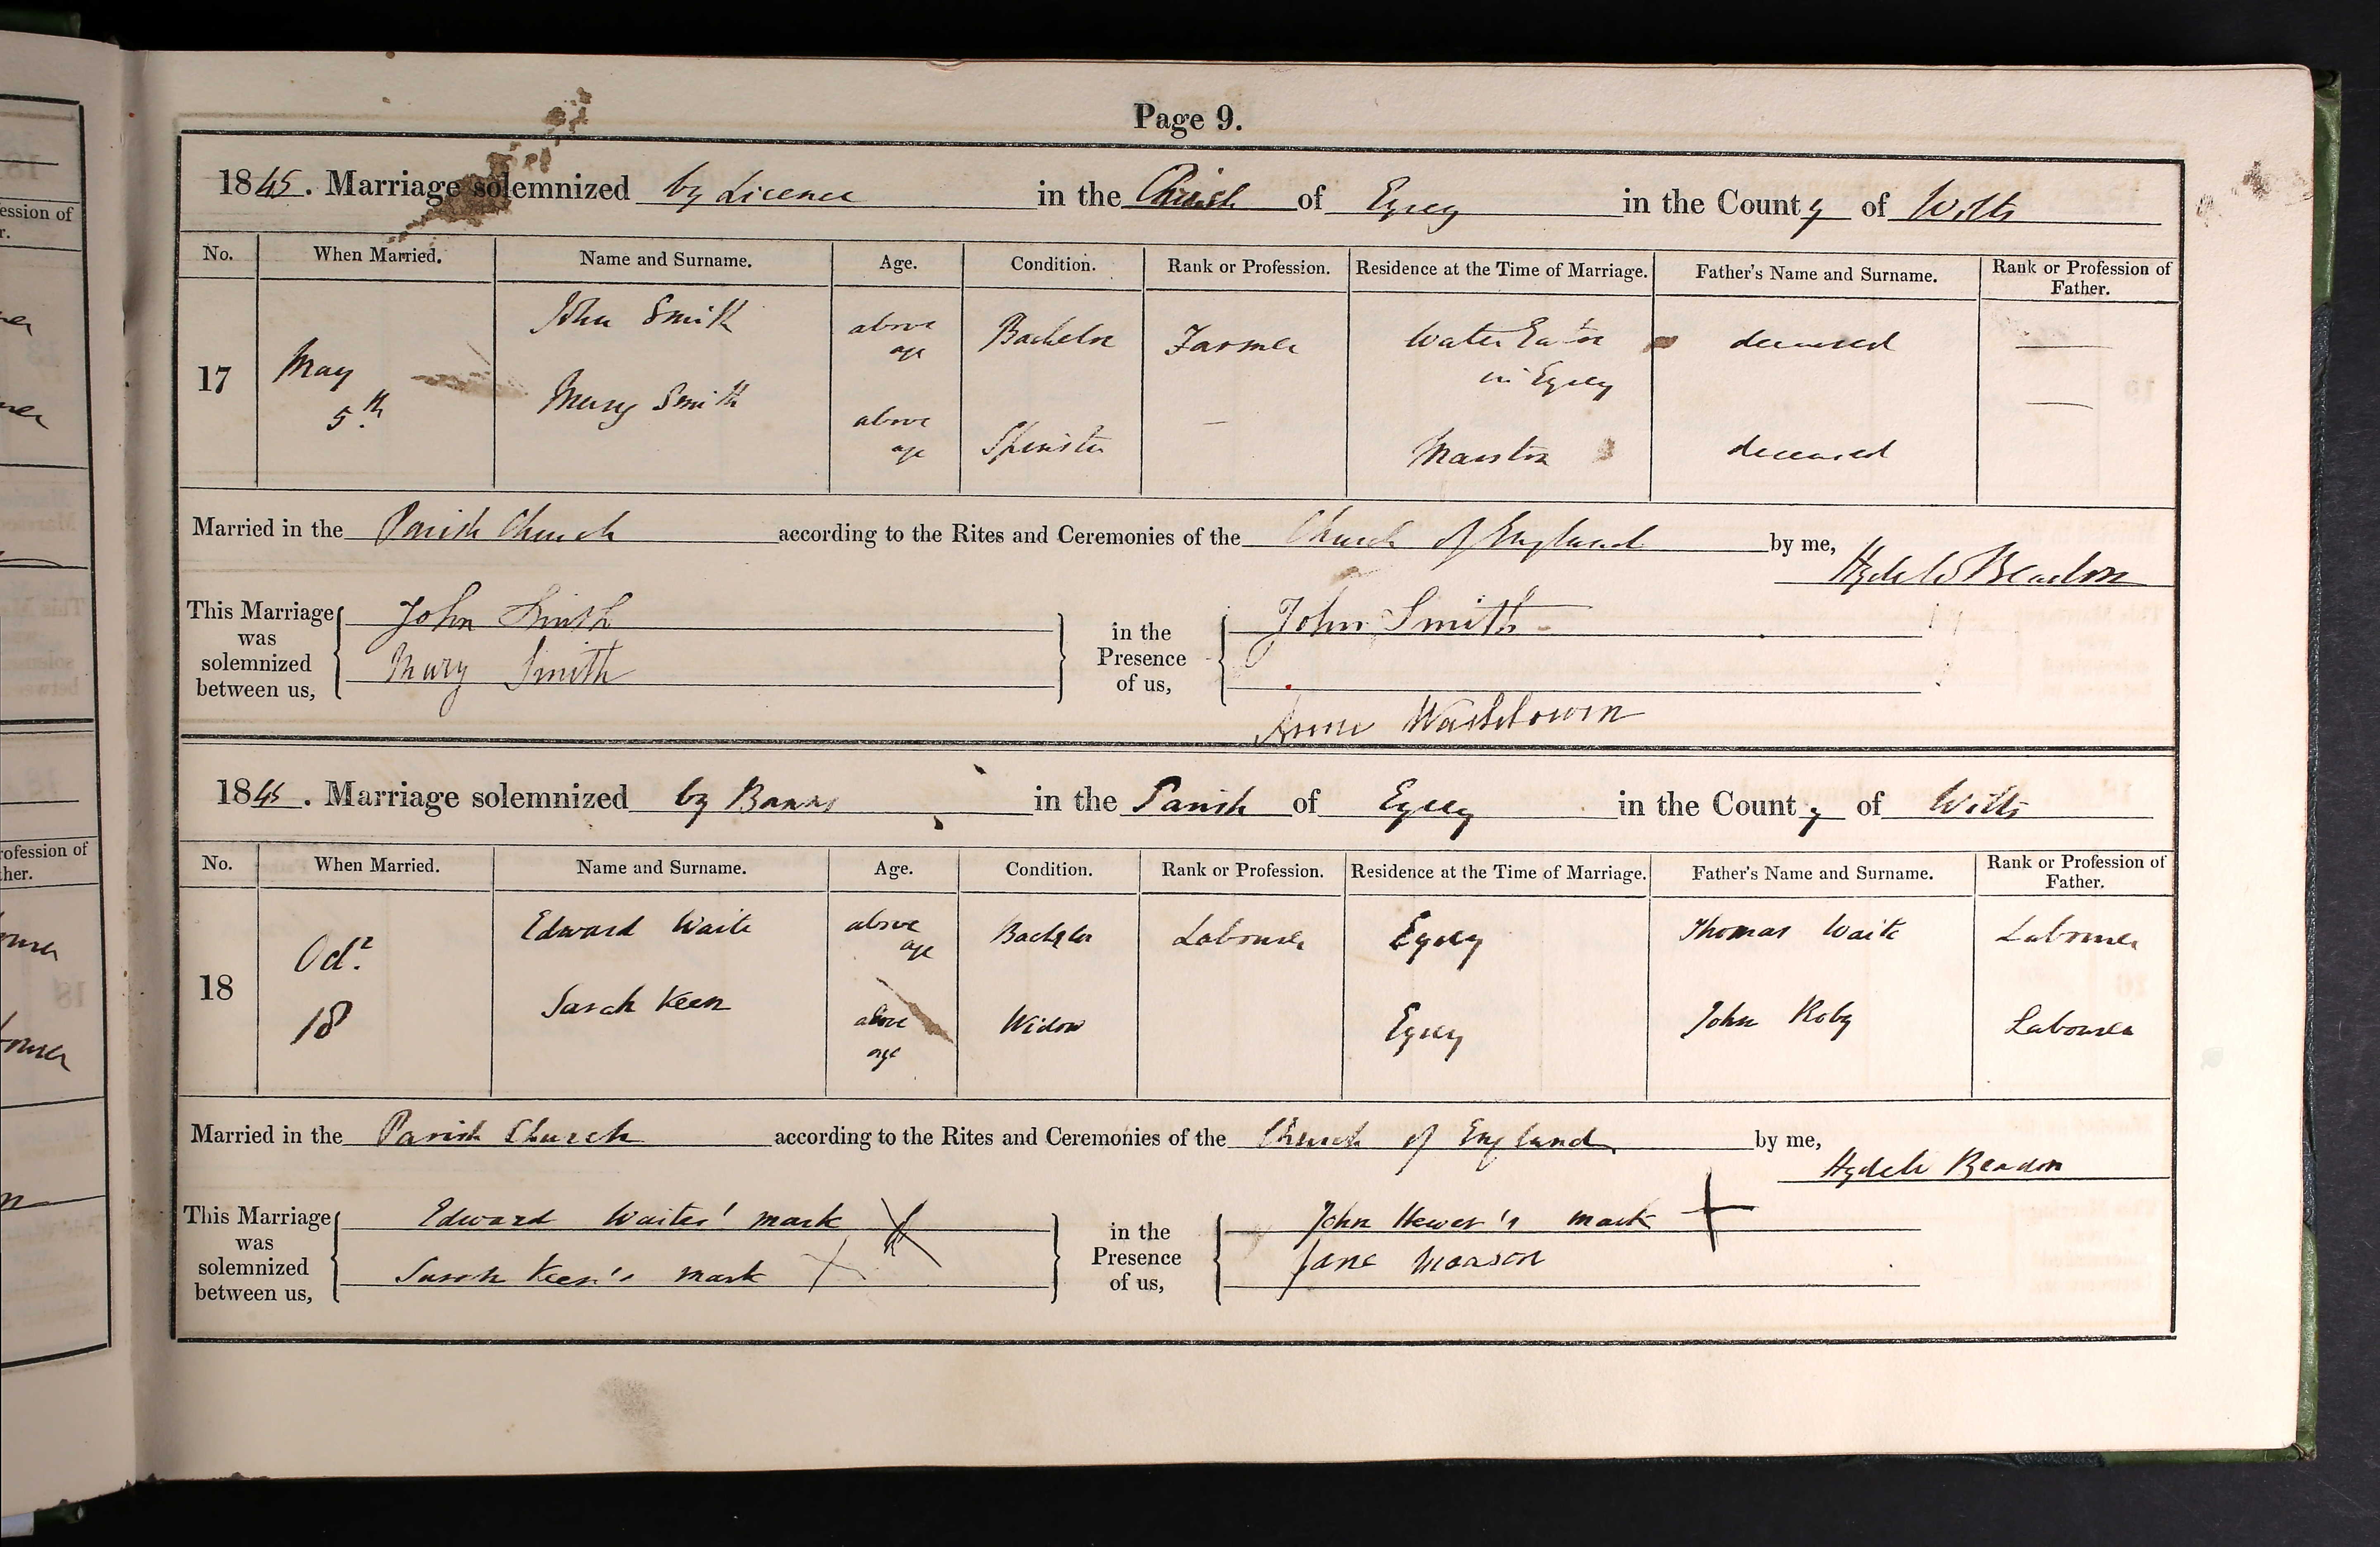 Page 9.
1845. Marriage solemnized by Licence in the Parish of Eysey in the County of Wilts
No. When Married. Name and Surname. Age. Condition. Rank or Profession. Residence at the Time of Marriage. Father's Name and Surname. Rank or Profession of Father.
17 May 5th John Smith above age Bachelor Farmer Water Eaton in Eysey deceased —
Mary Smith above age Spinster — Marston deceased —
Married in the Parish Church according to the Rites and Ceremonies of the Church of England by me, Hyde W Beadon
This Marriage was solemnized between us, John Smith Mary Smith in the Presence of us, John Smith Anne
1845. Marriage solemnized by Banns in the Parish of Eysey in the County of Wilts
No. When Married. Name and Surname. Age. Condition. Rank or Profession. Residence at the Time of Marriage. Father's Name and Surname. Rank or Profession of Father.
18 Octr. 18 Edward Waite above age Bachelor Labourer Eysey Thomas Waite Labourer
Sarah Keen above age Widow Eysey John Roby Labourer
Married in the Parish Church according to the Rites and Ceremonies of the Church of England by me, Hyde W Beadon
This Marriage was solemnized between us, Edward Waites' mark X Sarah Keen's mark X in the Presence of us, John Hewer's mark + Jane Monson
ession of
r.
ofession of
her.